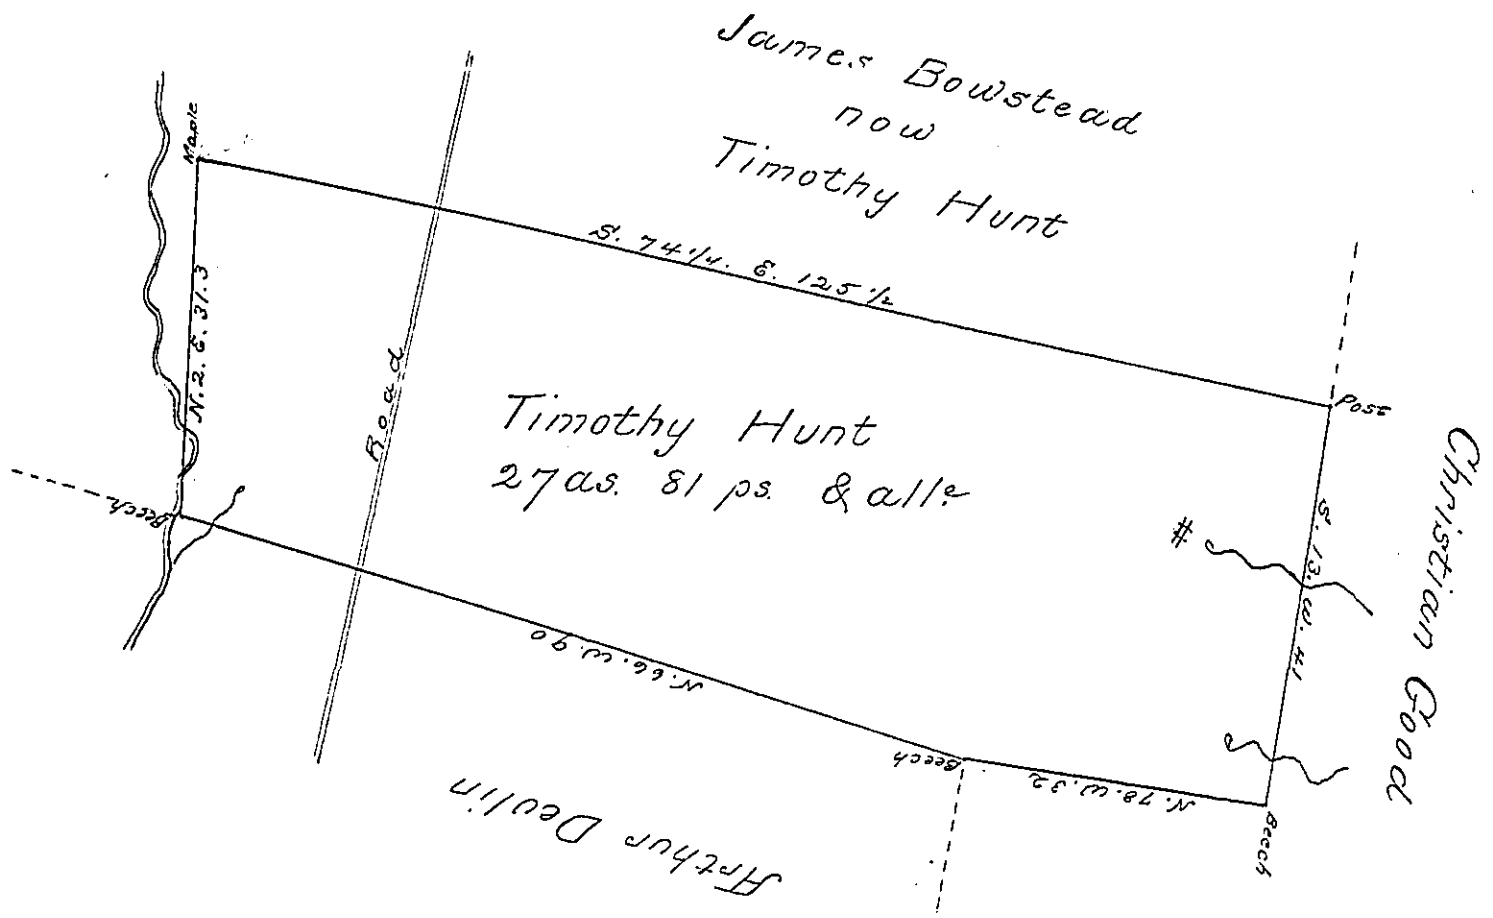 James Bowstead
now
Timothy Hunt
Maple
S. 74 1/4. E. 125 1/2
N. 2. E. 31.3
Road
Post
Timothy Hunt
27 as. 81 ps. & alle
Christian Good
#
S. 13. W. 41
Beech
N. 66. W. 90
Beech
N. 78. W. 32
Beech
Arthur Devlin